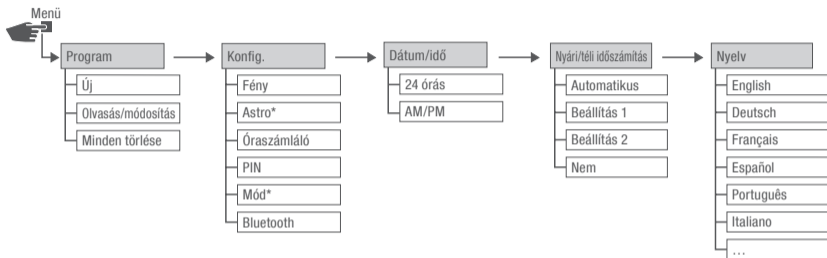 Menü
Program
Új
Olvasás/módosítás
Minden törlése
Konfig.
Fény
Astro*
Óraszámláló
PIN
Mód*
Bluetooth
Dátum/idő
24 órás
AM/PM
Nyári/téli időszámítás
Automatikus
Beállítás 1
Beállítás 2
Nem
Nyelv
English
Deutsch
Français
Español
Português
Italiano
…